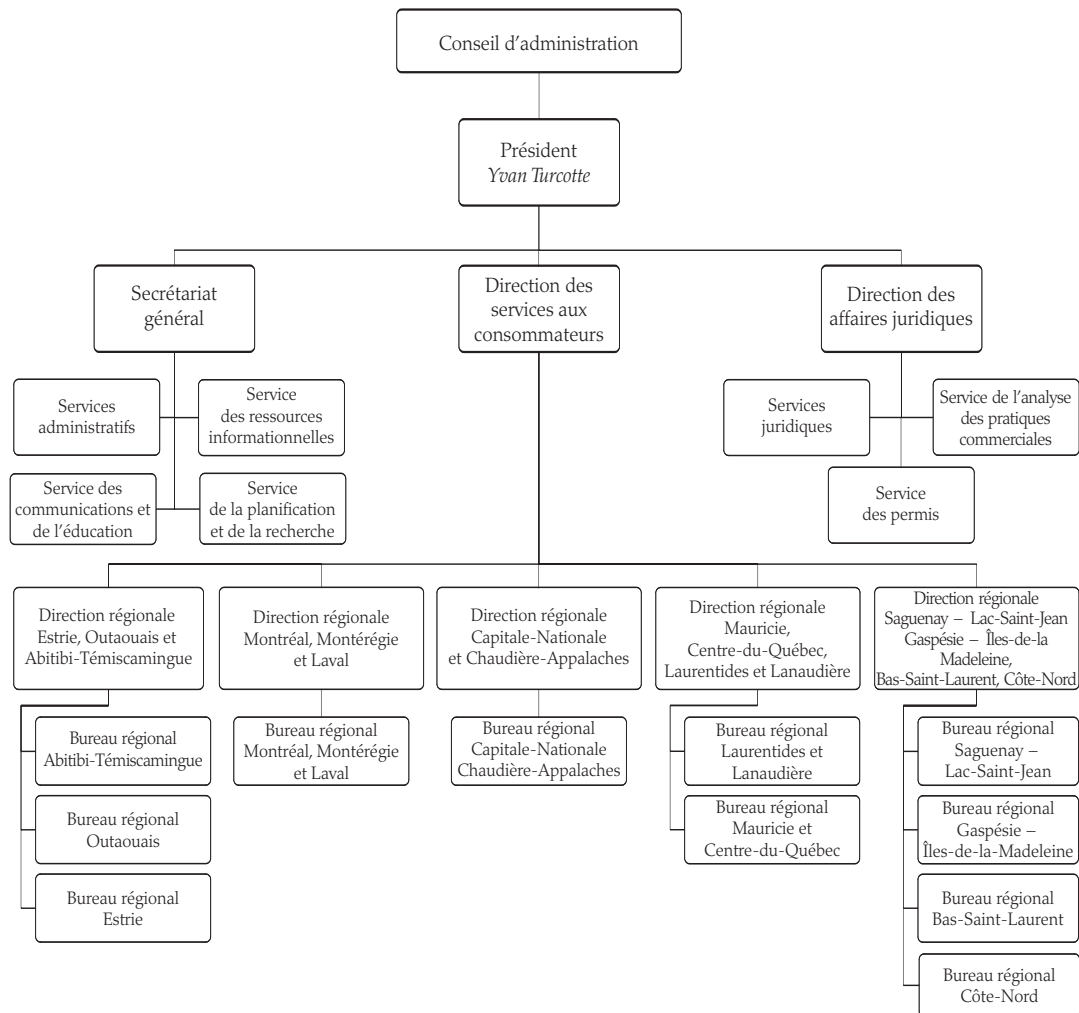 Conseil d'administration
Président
Yvan Turcotte
Secrétariat
général
Direction des
services aux
consommateurs
Direction des
affaires juridiques
Services
administratifs
Service
des ressources
informationnelles
Service des
communications et
de l'éducation
Service
de la planification
et de la recherche
Services
juridiques
Service de l'analyse
des pratiques
commerciales
Service
des permis
Direction régionale
Estrie, Outaouais et
Abitibi-Témiscamingue
Direction régionale
Montréal, Montérégie
et Laval
Direction régionale
Capitale-Nationale
et Chaudière-Appalaches
Direction régionale
Mauricie,
Centre-du-Québec,
Laurentides et Lanaudière
Direction régionale
Saguenay – Lac-Saint-Jean
Gaspésie – Îles-de-la
Madeleine,
Bas-Saint-Laurent, Côte-Nord
Bureau régional
Abitibi-Témiscamingue
Bureau régional
Outaouais
Bureau régional
Estrie
Bureau régional
Montréal, Montérégie
et Laval
Bureau régional
Capitale-Nationale
Chaudière-Appalaches
Bureau régional
Laurentides et
Lanaudière
Bureau régional
Mauricie et
Centre-du-Québec
Bureau régional
Saguenay –
Lac-Saint-Jean
Bureau régional
Gaspésie –
Îles-de-la-Madeleine
Bureau régional
Bas-Saint-Laurent
Bureau régional
Côte-Nord